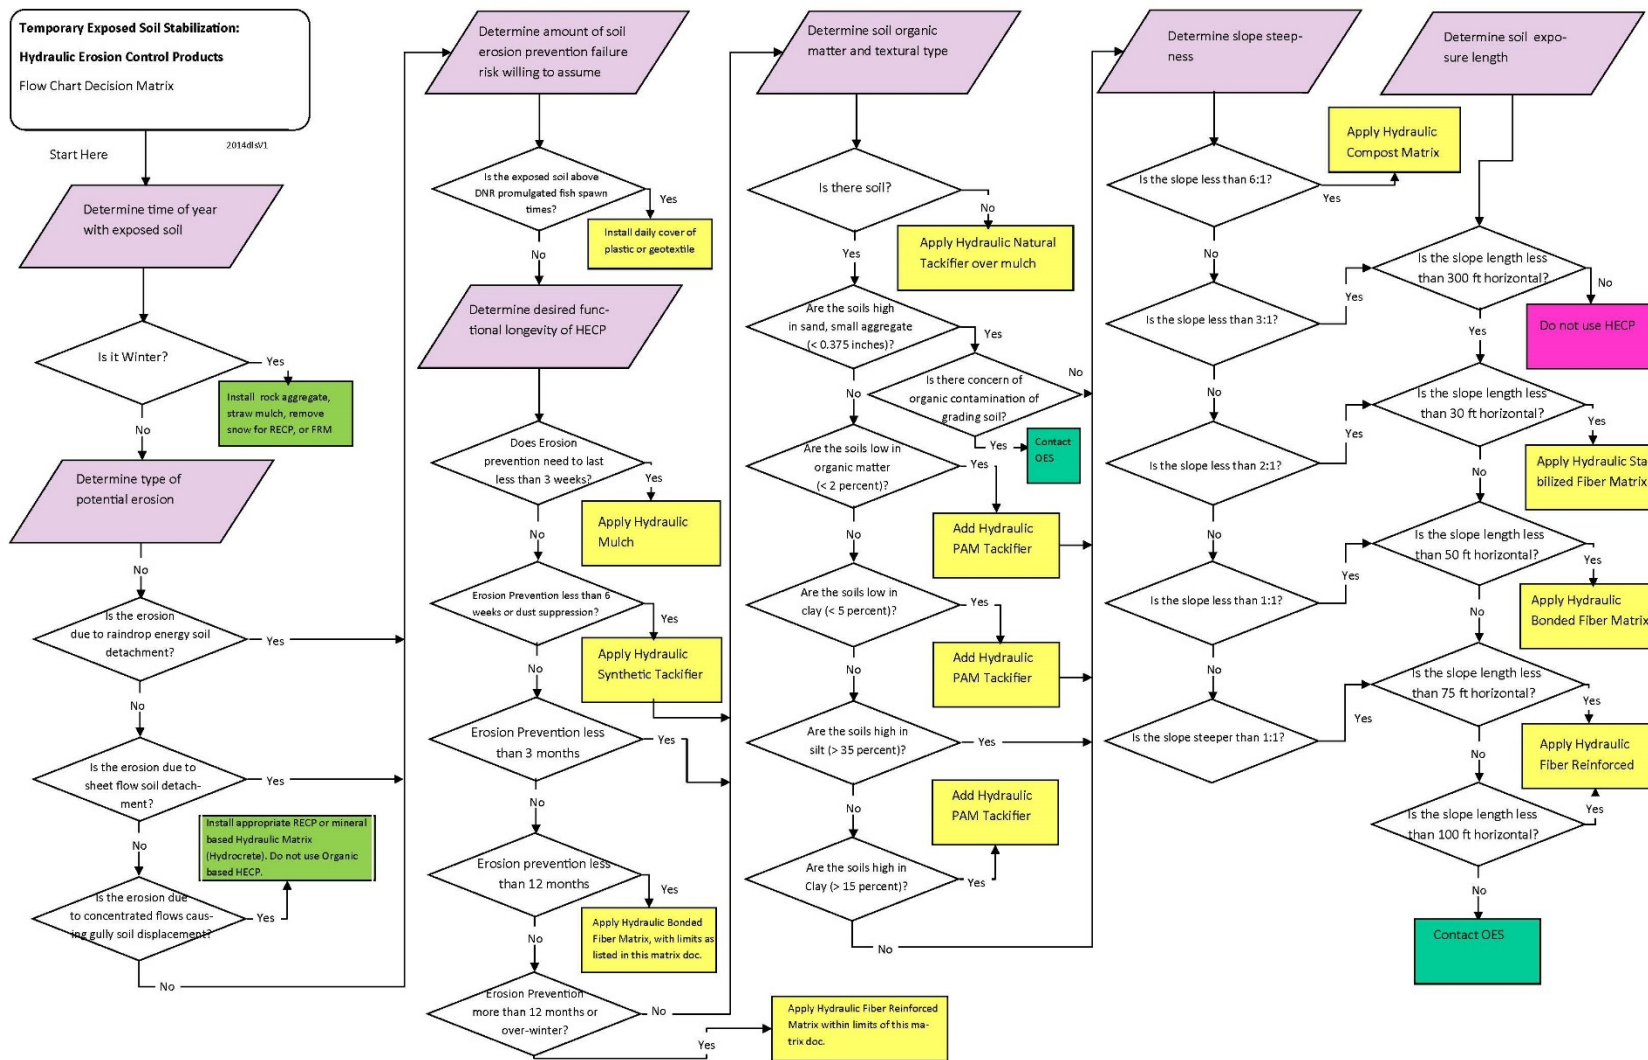 Temporary Exposed Soil Stabilization:
Hydraulic Erosion Control Products
Flow Chart Decision Matrix
2014dlsV1
Start Here
Determine time of year
with exposed soil
Is it Winter?
Yes
Install rock aggregate,
straw mulch, remove
snow for RECP, or FRM
No
Determine type of
potential erosion
No
Is the erosion
due to raindrop energy soil
detachment?
Yes
No
Is the erosion due to
sheet flow soil detach-
ment?
Yes
No
Install appropriate RECP or mineral
based Hydraulic Matrix
(Hydrocrete). Do not use Organic
based HECP.
Is the erosion due
to concentrated flows caus-
ing gully soil displacement?
Yes
No
Determine amount of soil
erosion prevention failure
risk willing to assume
Is the exposed soil above
DNR promulgated fish spawn
times?
Yes
Install daily cover of
plastic or geotextile
No
Determine desired func-
tional longevity of HECP
Does Erosion
prevention need to last
less than 3 weeks?
Yes
Apply Hydraulic
Mulch
No
Erosion Prevention less than 6
weeks or dust suppression?
Yes
Apply Hydraulic
Synthetic Tackifier
No
Erosion Prevention less
than 3 months
Yes
No
Erosion prevention less
than 12 months
Yes
Apply Hydraulic Bonded
Fiber Matrix, with limits as
listed in this matrix doc.
No
Erosion Prevention
more than 12 months or
over-winter?
No
Yes
Apply Hydraulic Fiber Reinforced
Matrix within limits of this ma-
trix doc.
Determine soil organic
matter and textural type
Is there soil?
No
Apply Hydraulic Natural
Tackifier over mulch
Yes
Are the soils high
in sand, small aggregate
(< 0.375 inches)?
Yes
Is there concern of
organic contamination of
grading soil?
No
Yes
Contact
OES
No
Are the soils low in
organic matter
(< 2 percent)?
Yes
Add Hydraulic
PAM Tackifier
No
Are the soils low in
clay (< 5 percent)?
Yes
Add Hydraulic
PAM Tackifier
No
Are the soils high in
silt (> 35 percent)?
Yes
No
Add Hydraulic
PAM Tackifier
Are the soils high in
Clay (> 15 percent)?
Yes
No
Determine slope steep-
ness
Is the slope less than 6:1?
Yes
Apply Hydraulic
Compost Matrix
No
Is the slope less than 3:1?
Yes
No
Is the slope less than 2:1?
Yes
No
Is the slope less than 1:1?
Yes
No
Is the slope steeper than 1:1?
Yes
Determine soil expo-
sure length
Is the slope length less
than 300 ft horizontal?
No
Do not use HECP
Yes
Is the slope length less
than 30 ft horizontal?
Yes
Apply Hydraulic Sta
bilized Fiber Matrix
No
Is the slope length less
than 50 ft horizontal?
Yes
Apply Hydraulic
Bonded Fiber Matrix
No
Is the slope length less
than 75 ft horizontal?
Yes
Apply Hydraulic
Fiber Reinforced
No
Is the slope length less
than 100 ft horizontal?
Yes
No
Contact OES